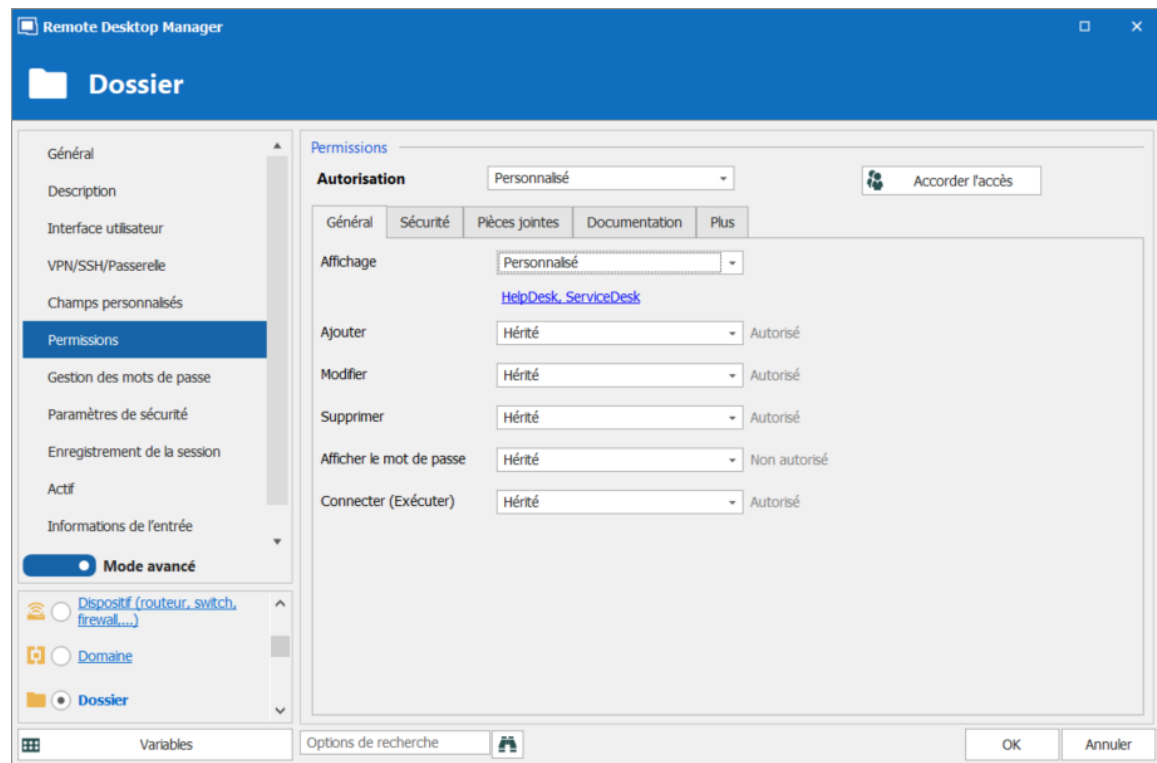 Remote Desktop Manager
Dossier
Général
Description
Interface utilisateur
VPN/SSH/Passerelle
Champs personnalisés
Permissions
Gestion des mots de passe
Paramètres de sécurité
Enregistrement de la session
Actif
Informations de l'entrée
Mode avancé
Dispositif (routeur, switch,
firewall,...)
Domaine
Dossier
Variables
Permissions
Autorisation Personnalisé Accorder l'accès
Général Sécurité Pièces jointes Documentation Plus
Affichage Personnalisé
HelpDesk, ServiceDesk
Ajouter Hérité Autorisé
Modifier Hérité Autorisé
Supprimer Hérité Autorisé
Afficher le mot de passe Hérité Non autorisé
Connecter (Exécuter) Hérité Autorisé
Options de recherche
OK Annuler